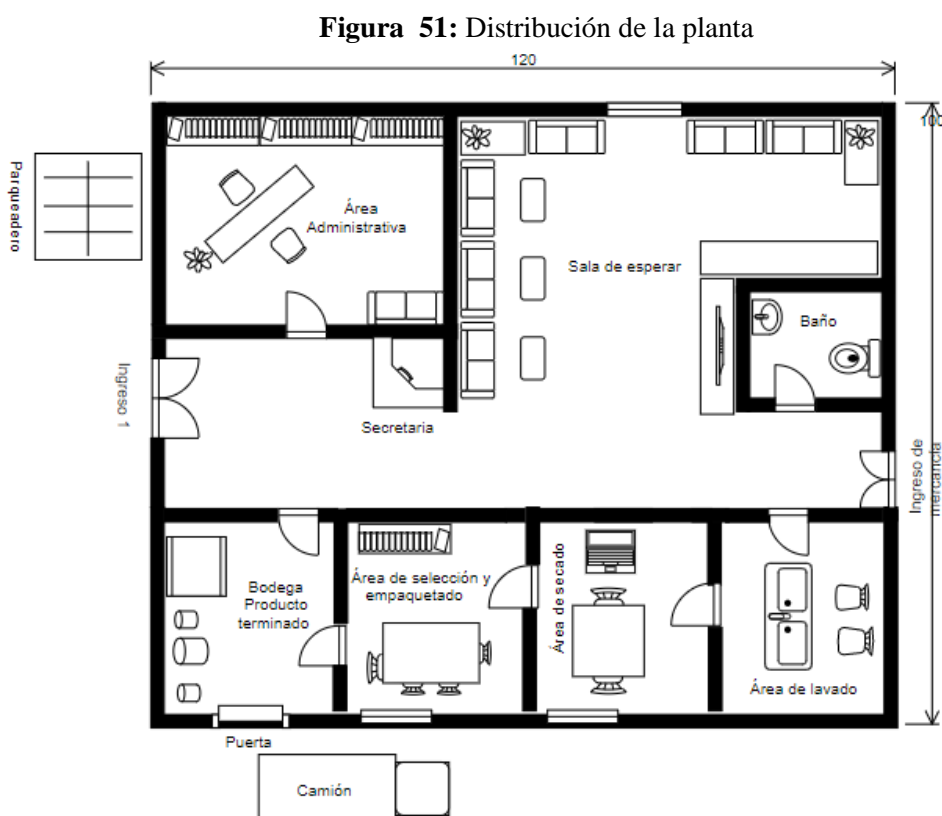 Figura 51: Distribución de la planta
120
100
Parqueadero
Área
Administrativa
Sala de esperar
Baño
Ingreso 1
Secretaria
Ingreso de
mercancía
Bodega
Producto
terminado
Área de selección y
empaquetado
Área de secado
Área de lavado
Puerta
Camión